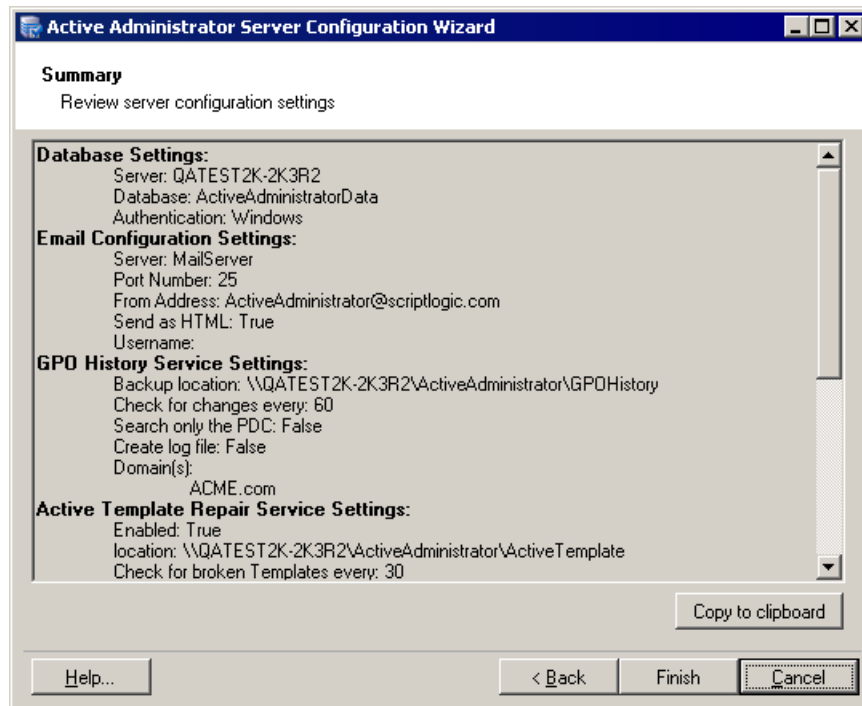 Active Administrator Server Configuration Wizard
Summary
Review server configuration settings
Database Settings:
Server: QATEST2K-2K3R2
Database: ActiveAdministratorData
Authentication: Windows
Email Configuration Settings:
Server: MailServer
Port Number: 25
From Address: ActiveAdministrator@scriptlogic.com
Send as HTML: True
Username:
GPO History Service Settings:
Backup location: \\QATEST2K-2K3R2\ActiveAdministrator\GPOHistory
Check for changes every: 60
Search only the PDC: False
Create log file: False
Domain(s):
ACME.com
Active Template Repair Service Settings:
Enabled: True
location: \\QATEST2K-2K3R2\ActiveAdministrator\ActiveTemplate
Check for broken Templates every: 30
Copy to clipboard
Help... < Back Finish Cancel